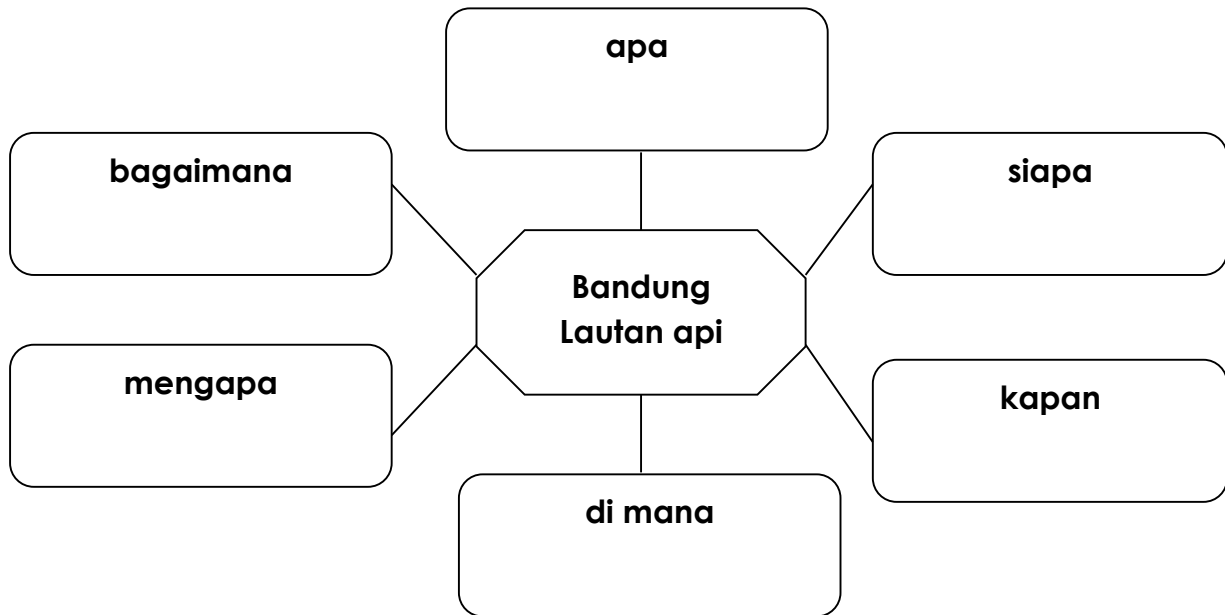 apa
bagaimana
siapa
Bandung
Lautan api
mengapa
kapan
di mana